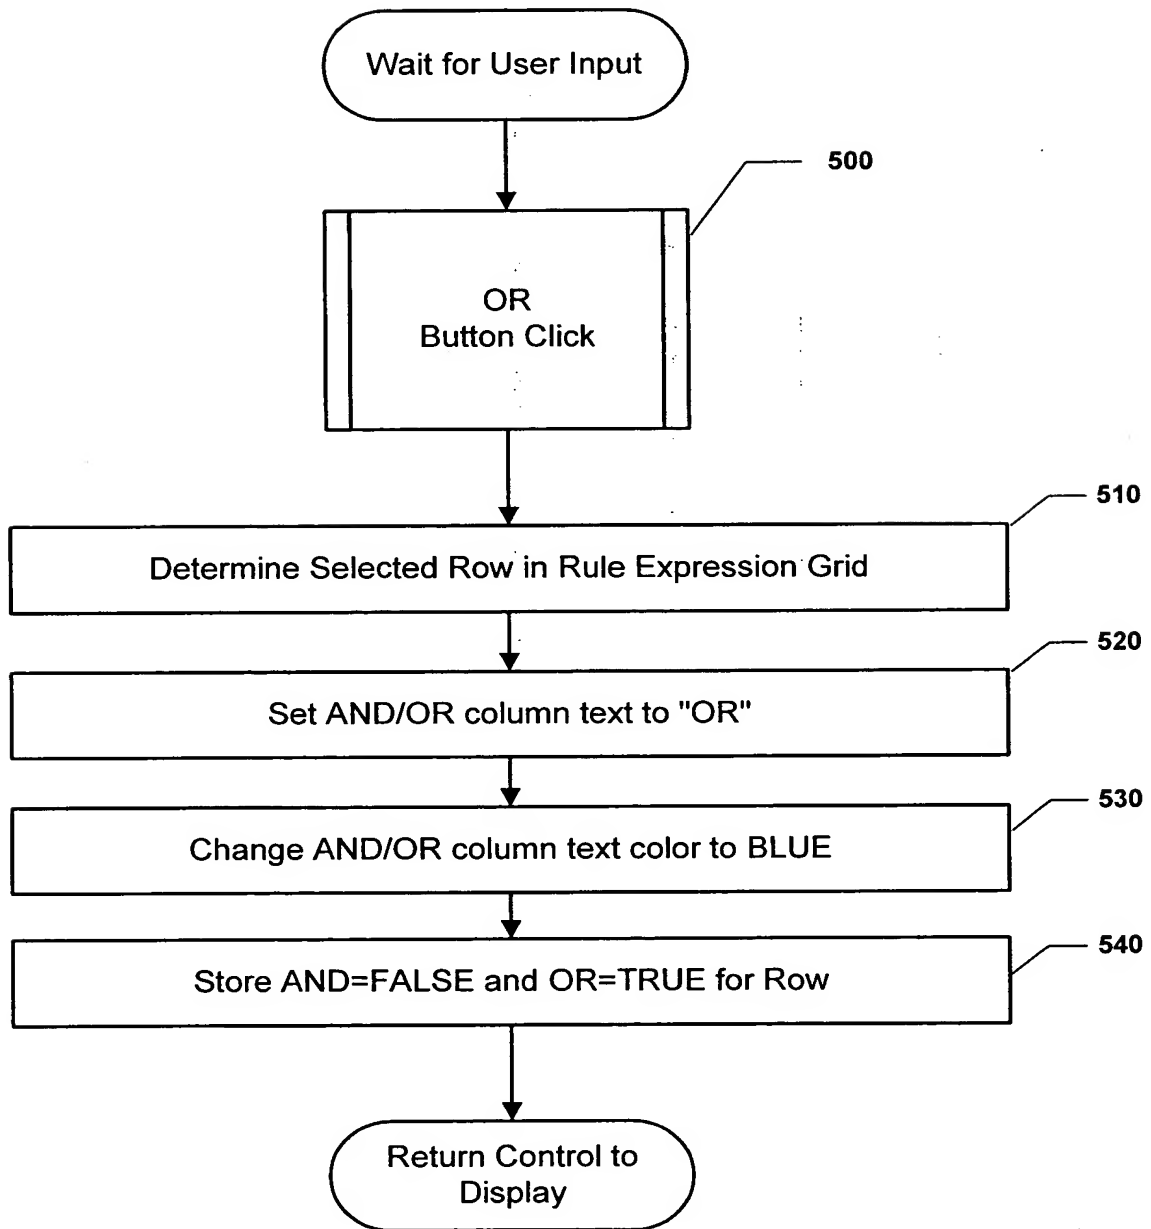 Wait for User Input
500
OR
Button Click
510
Determine Selected Row in Rule Expression Grid
520
Set AND/OR column text to "OR"
530
Change AND/OR column text color to BLUE
540
Store AND=FALSE and OR=TRUE for Row
Return Control to
Display